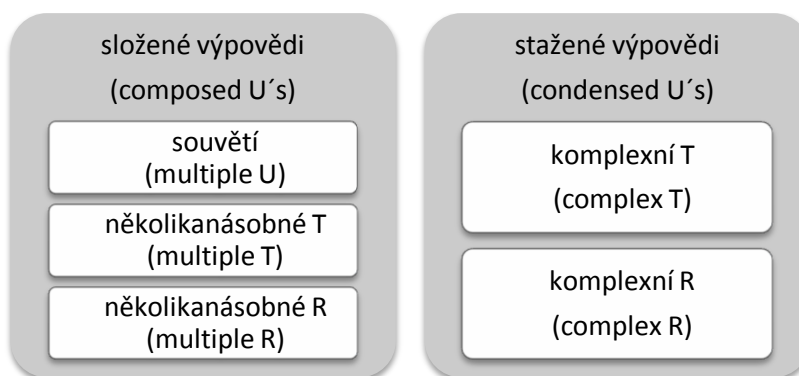 složené výpovědi
(composed U´s)
souvětí
(multiple U)
několikanásobné T
(multiple T)
několikanásobné R
(multiple R)
stažené výpovědi
(condensed U´s)
komplexní T
(complex T)
komplexní R
(complex R)